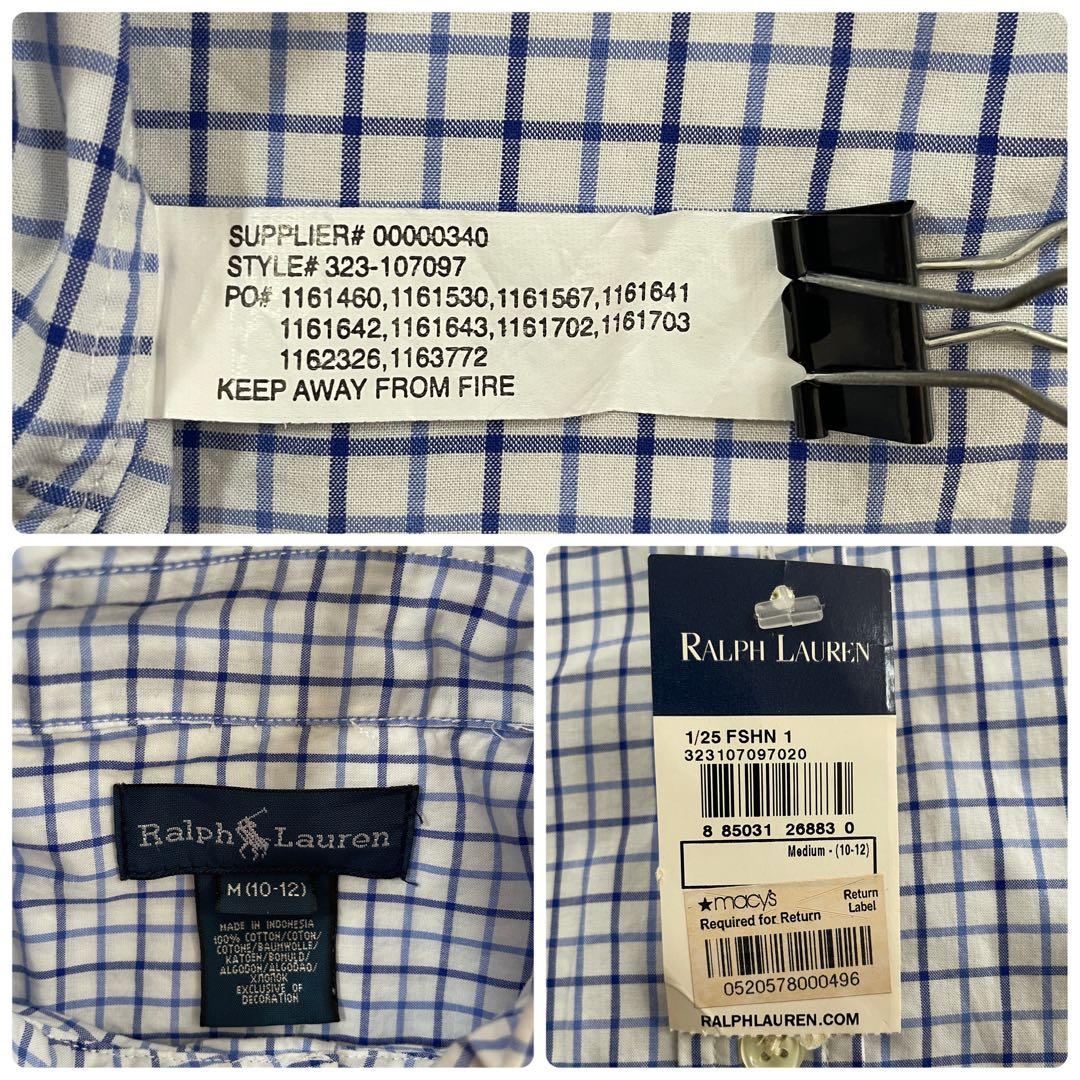 SUPPLIER# 00000340
STYLE# 323-107097
PO# 1161460,1161530,1161567,1161641
1161642,1161643,1161702,1161703
1162326,1163772
KEEP AWAY FROM FIRE
Ralph Lauren
M (10-12)
MADE IN INDONESIA
100% COTTON/COTON/
COTONE/BAUMWOLLE/
KATOEN/BOMULD/
ALGODON/ALGODAO/
ХЛОПОК
EXCLUSIVE OF
DECORATION
RALPH LAUREN
1/25 FSHN 1
323107097020
8 85031 26883 0
Medium - (10-12)
★macy's
Return
Label
Required for Return
0520578000496
RALPHLAUREN.COM